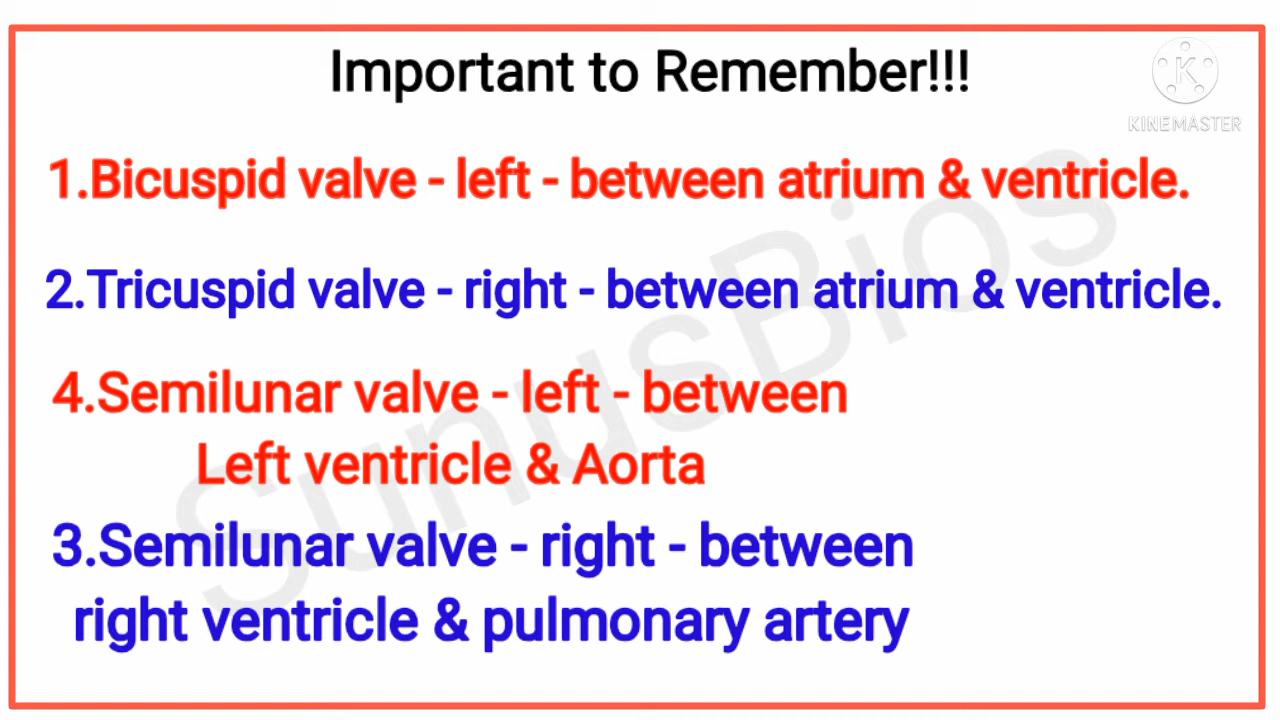 Important to Remember!!!
K
KINEMASTER
1.Bicuspid valve - left - between atrium & ventricle.
2.Tricuspid valve - right - between atrium & ventricle.
4.Semilunar valve - left - between
Left ventricle & Aorta
3.Semilunar valve - right - between
right ventricle & pulmonary artery
SunusBios